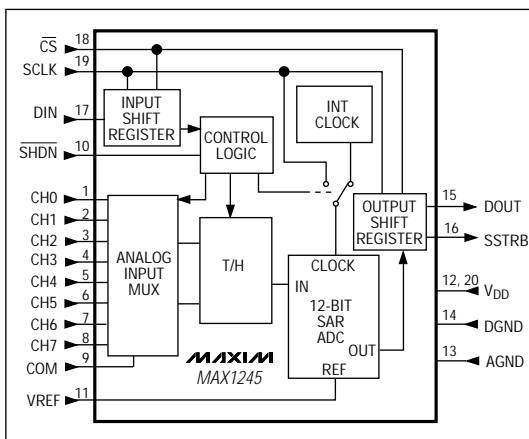 CS 18
SCLK 19
DIN 17
SHDN 10
CH0 1
CH1 2
CH2 3
CH3 4
CH4 5
CH5 6
CH6 7
CH7 8
COM 9
VREF 11
INPUT
SHIFT
REGISTER
CONTROL
LOGIC
INT
CLOCK
ANALOG
INPUT
MUX
T/H
CLOCK
IN
12-BIT
SAR
ADC
OUT
REF
OUTPUT
SHIFT
REGISTER
MAXIM
MAX1245
15 DOUT
16 SSTRB
12, 20 VDD
14 DGND
13 AGND